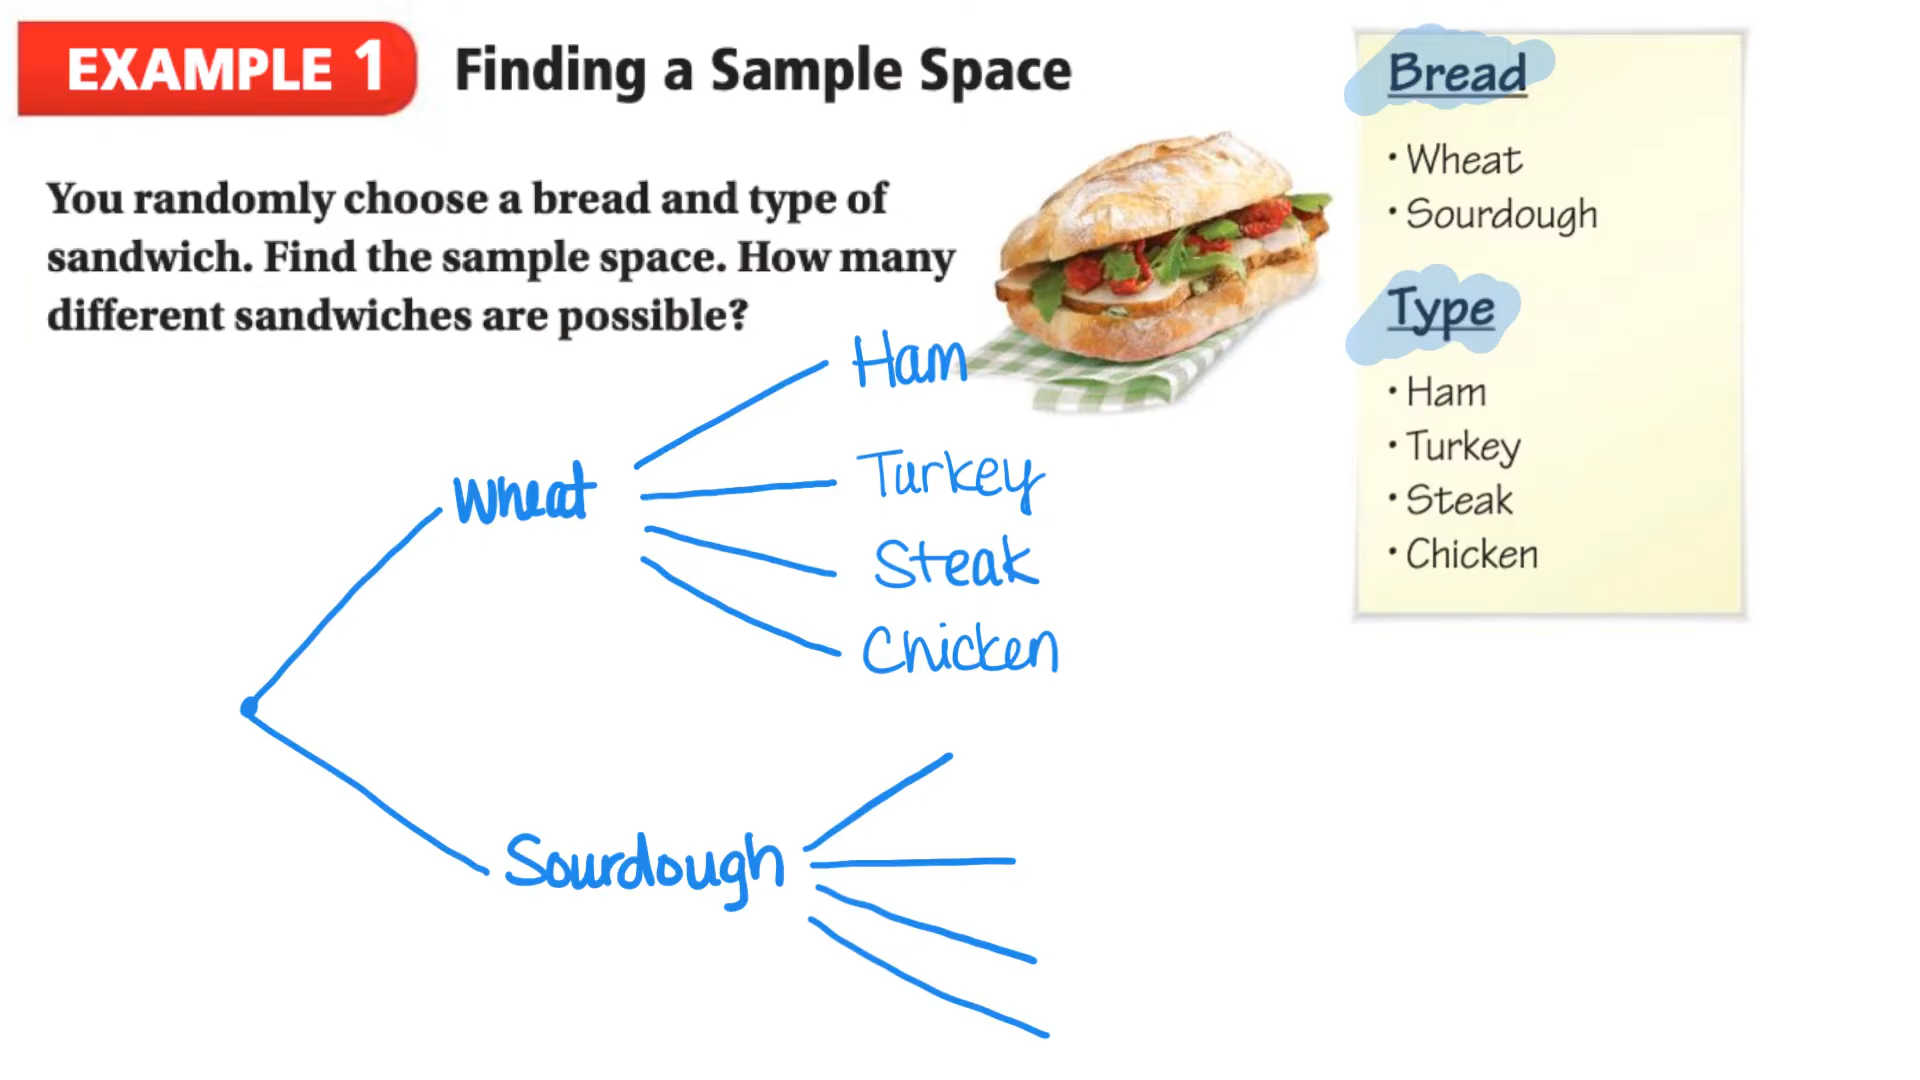 EXAMPLE 1 Finding a Sample Space
You randomly choose a bread and type of
sandwich. Find the sample space. How many
different sandwiches are possible?
Bread
• Wheat
• Sourdough
Type
• Ham
• Turkey
• Steak
• Chicken
Wheat
Ham
Turkey
Steak
Chicken
Sourdough